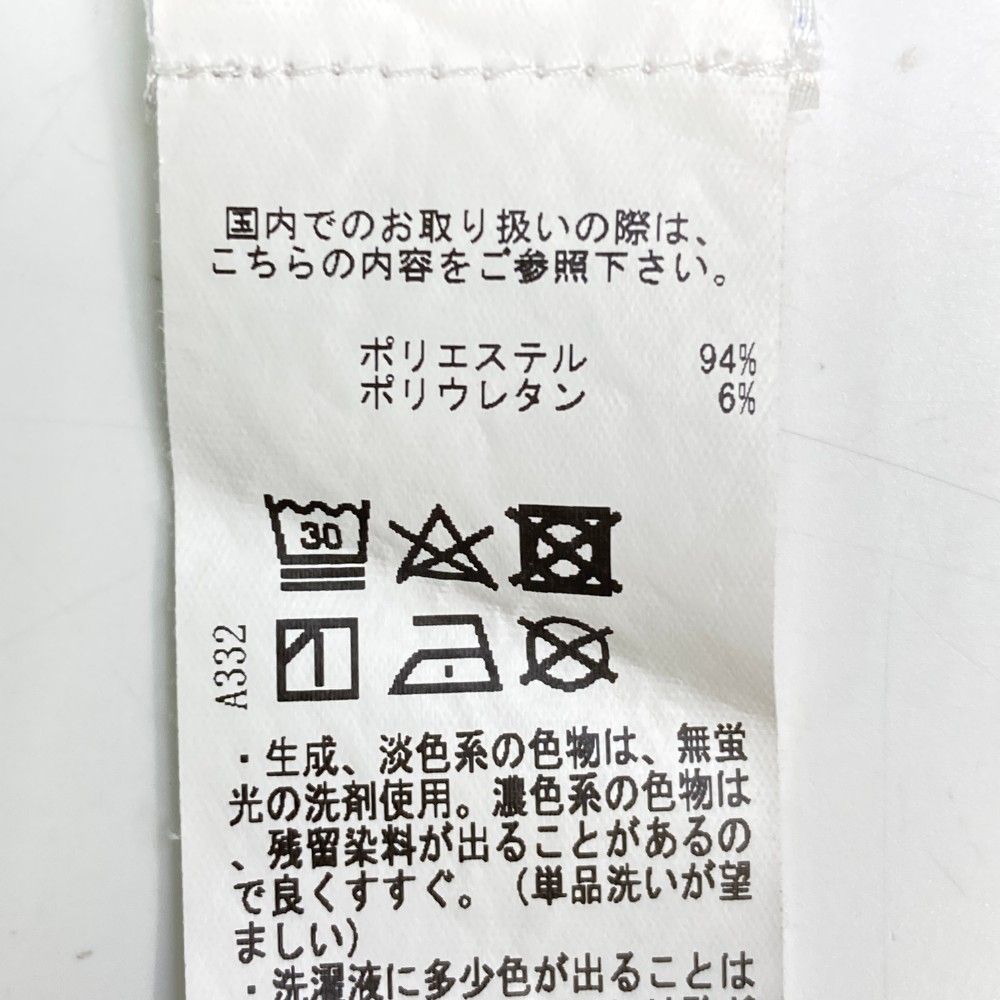 国内でのお取り扱いの際は、
こちらの内容をご参照下さい。
ポリエステル 94%
ポリウレタン 6%
30
A332
・生成、淡色系の色物は、無蛍
光の洗剤使用。濃色系の色物は
、残留染料が出ることがあるの
で良くすすぐ。（単品洗いが望
ましい）
・洗濯液に多少色が出ることは